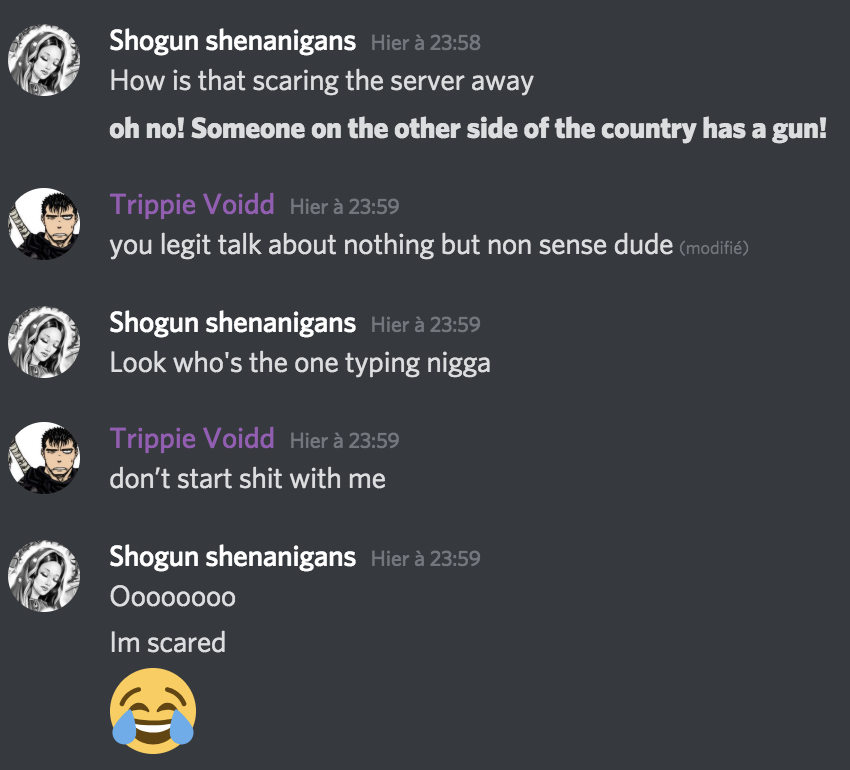 Shogun shenanigans Hier à 23:58
How is that scaring the server away
oh no! Someone on the other side of the country has a gun!
Trippie Voidd Hier à 23:59
you legit talk about nothing but non sense dude (modifié)
Shogun shenanigans Hier à 23:59
Look who's the one typing nigga
Trippie Voidd Hier à 23:59
don’t start shit with me
Shogun shenanigans Hier à 23:59
Oooooooo
Im scared